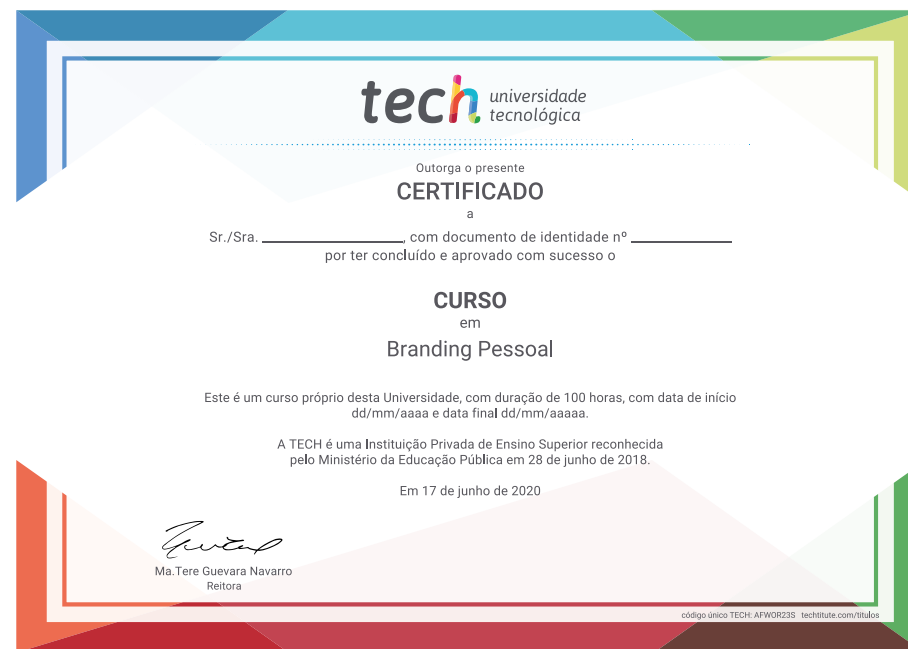 tech universidade
tecnológica
Outorga o presente
CERTIFICADO
a
Sr./Sra. ____________, com documento de identidade nº ____________
por ter concluído e aprovado com sucesso o
CURSO
em
Branding Pessoal
Este é um curso próprio desta Universidade, com duração de 100 horas, com data de início
dd/mm/aaaa e data final dd/mm/aaaaa.
A TECH é uma Instituição Privada de Ensino Superior reconhecida
pelo Ministério da Educação Pública em 28 de junho de 2018.
Em 17 de junho de 2020
Ma.Tere Guevara Navarro
Reitora
código único TECH: AFWOR23S techtitute.com/títulos